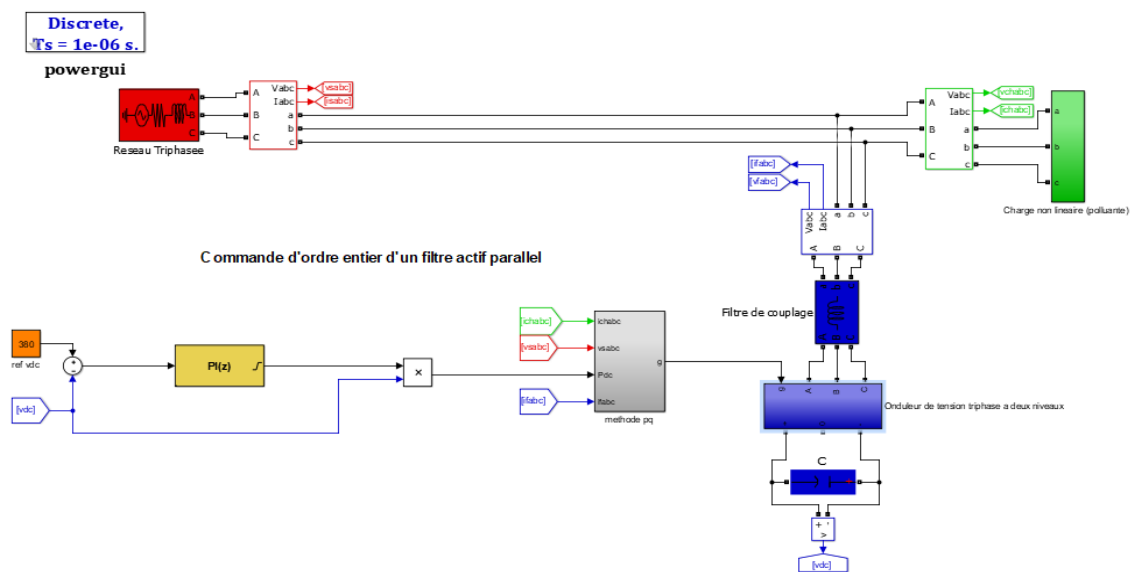 Discrete,
Ts = 1e-06 s.
powergui
A
B
C
Reseau Triphasee
A
B
C
Vabc
Iabc
a
b
c
[vsabc]
[isabc]
A
B
C
Vabc
Iabc
a
b
c
[vchabc]
[ichabc]
a
b
c
Charge non lineaire (polluante)
[ifabc]
[vfabc]
Vabc
Iabc
a
b
c
A
B
C
Commande d'ordre entier d'un filtre actif parallel
Filtre de couplage
A
B
C
380
ref vdc
+
-
[vdc]
PI(z)
×
[ichabc]
[vsabc]
[ifabc]
ichabc
vsabc
Pdc
Ifabc
g
methode pq
g
A
B
C
Onduleur de tension triphase a deux niveaux
C
+
+ -
v
[vdc]